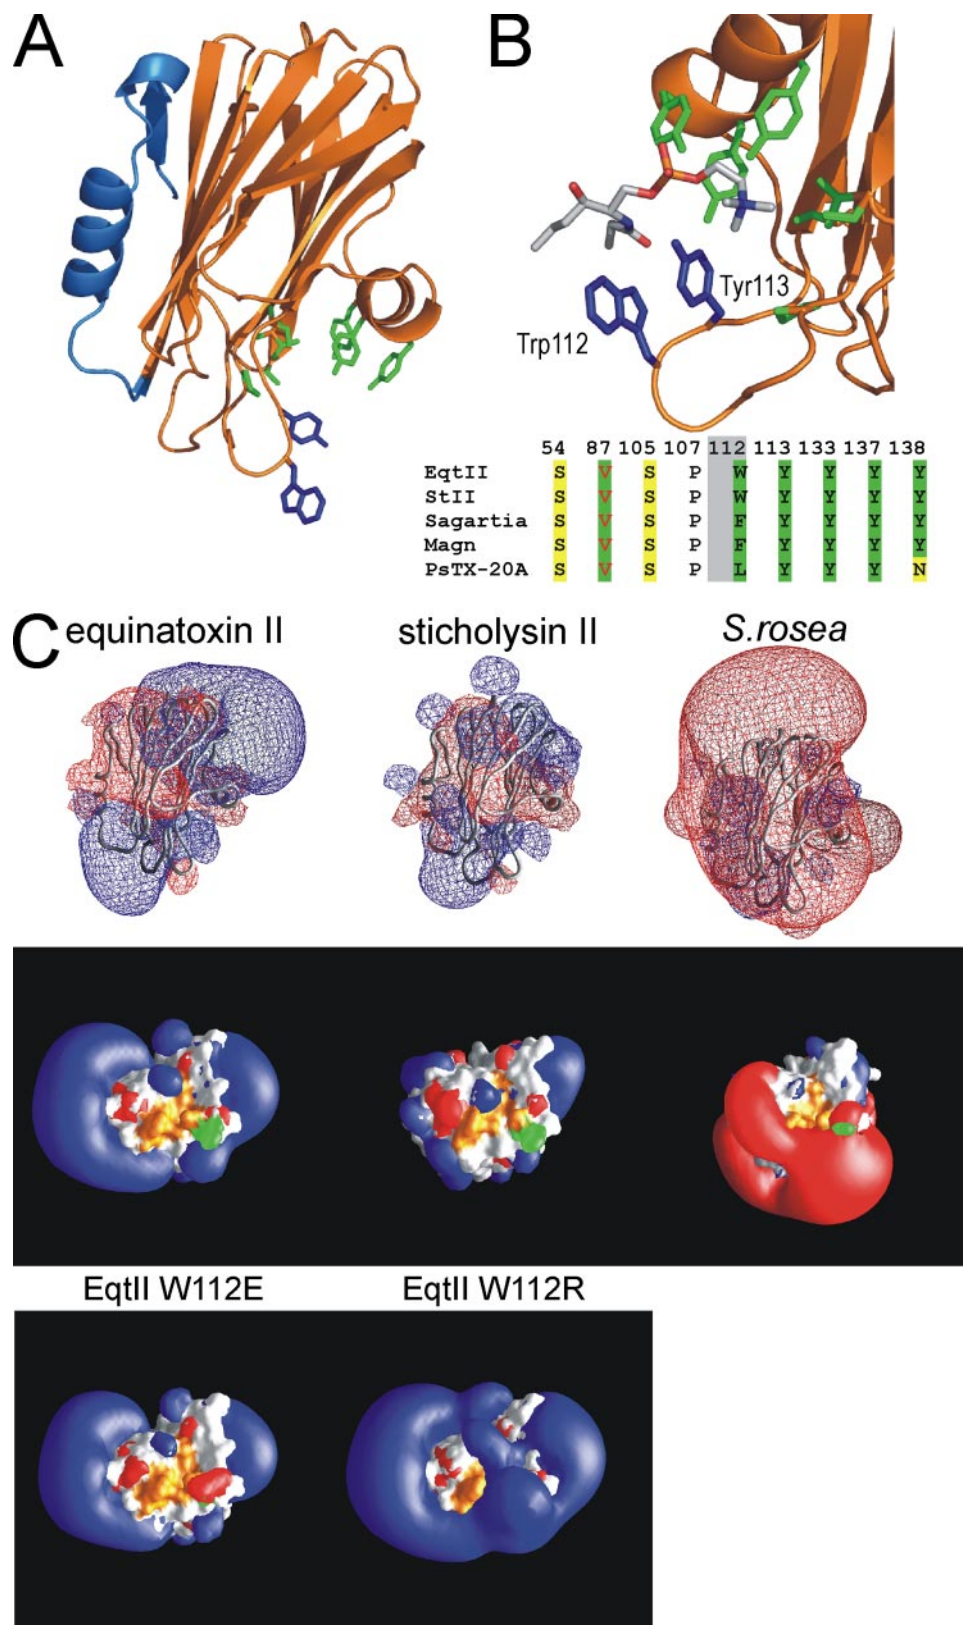 A
B
Tyr113
Trp112
54 87 105 107 112 113 133 137 138
EqtII S V S P W Y Y Y Y
StII S V S P W Y Y Y Y
Sagartia S V S P F Y Y Y Y
Magn S V S P F Y Y Y Y
PsTX-20A S V S P L Y Y Y N
C
equinatoxin II sticholysin II S.rosea
EqtII W112E EqtII W112R